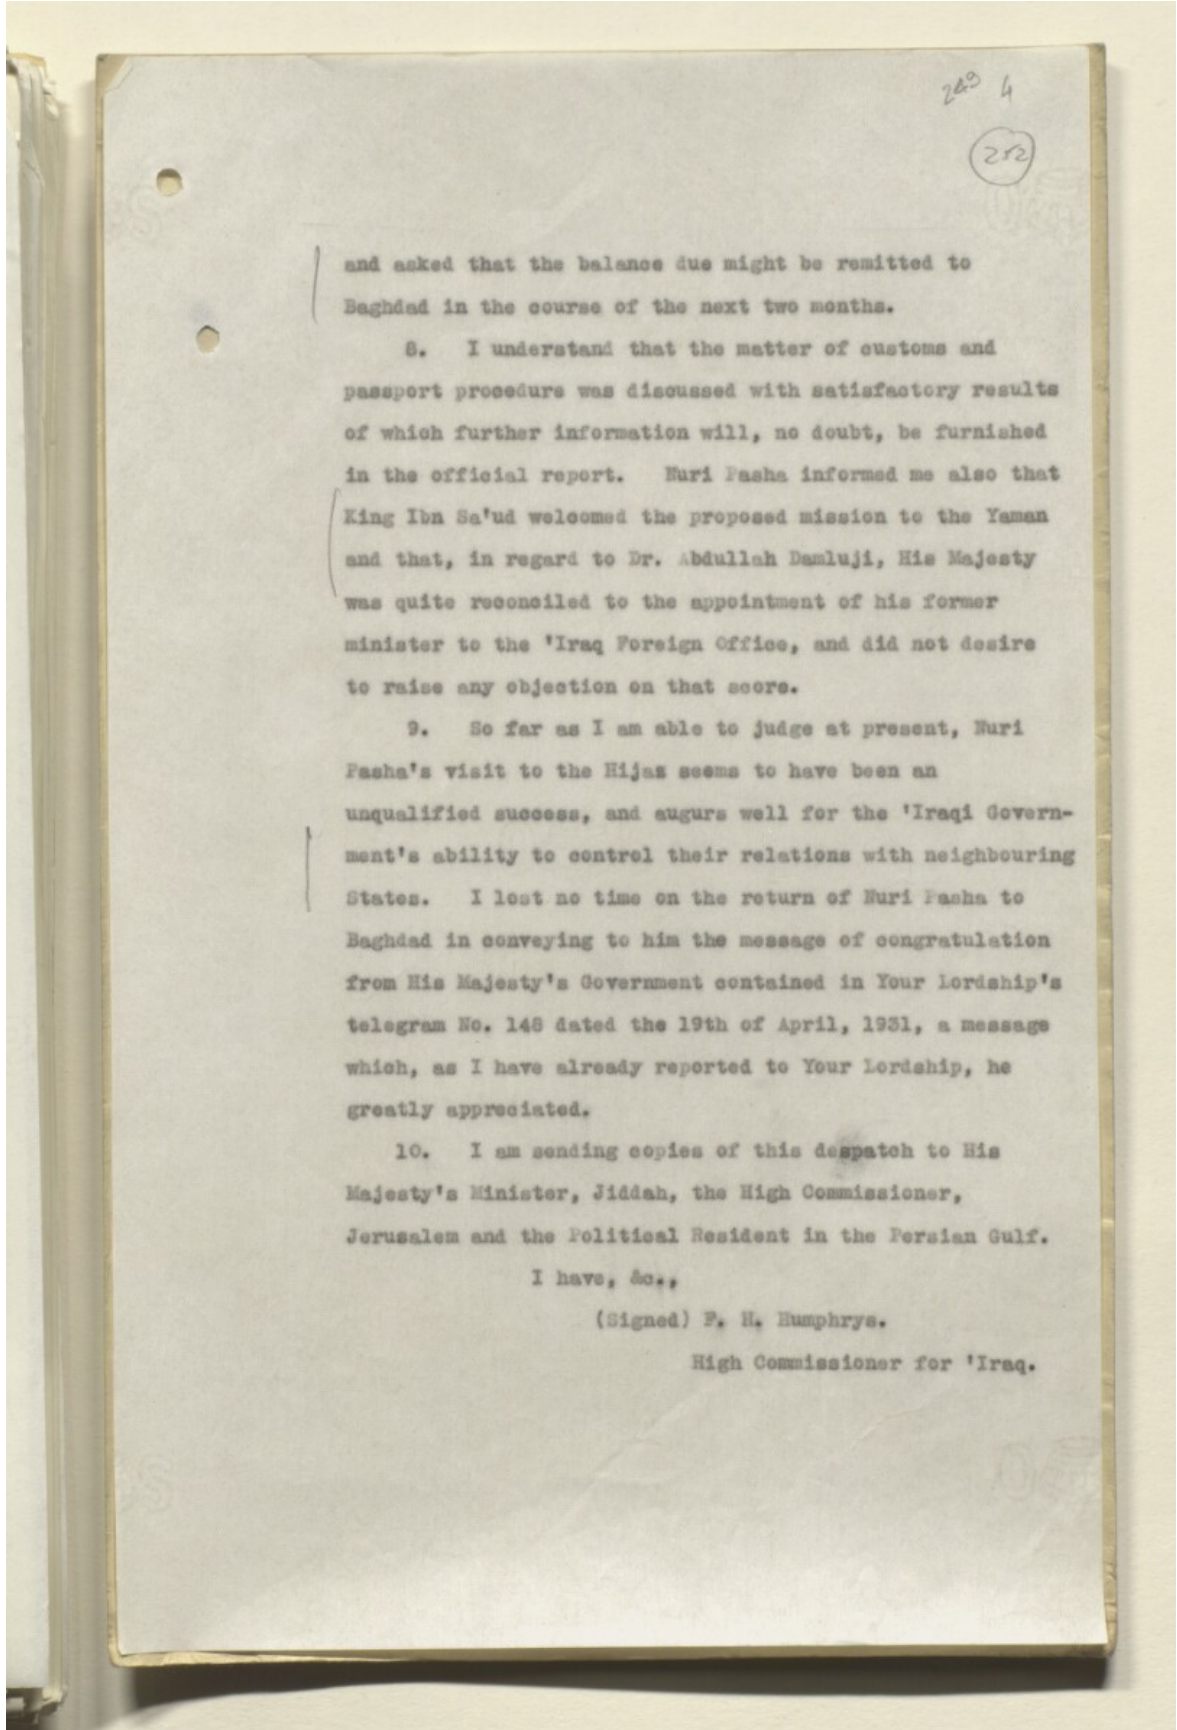 249 4
252
and asked that the balance due might be remitted to
Baghdad in the course of the next two months.
8. I understand that the matter of customs and
passport procedure was discussed with satisfactory results
of which further information will, no doubt, be furnished
in the official report. Nuri Pasha informed me also that
King Ibn Sa'ud welcomed the proposed mission to the Yaman
and that, in regard to Dr. Abdullah Damluji, His Majesty
was quite reconciled to the appointment of his former
minister to the 'Iraq Foreign Office, and did not desire
to raise any objection on that score.
9. So far as I am able to judge at present, Nuri
Pasha's visit to the Hijaz seems to have been an
unqualified success, and augurs well for the 'Iraqi Govern-
ment's ability to control their relations with neighbouring
States. I lost no time on the return of Nuri Pasha to
Baghdad in conveying to him the message of congratulation
from His Majesty's Government contained in Your Lordship's
telegram No. 148 dated the 19th of April, 1931, a message
which, as I have already reported to Your Lordship, he
greatly appreciated.
10. I am sending copies of this despatch to His
Majesty's Minister, Jiddah, the High Commissioner,
Jerusalem and the Political Resident in the Persian Gulf.
I have, &c.,
(Signed) F. H. Humphrys.
High Commissioner for 'Iraq.